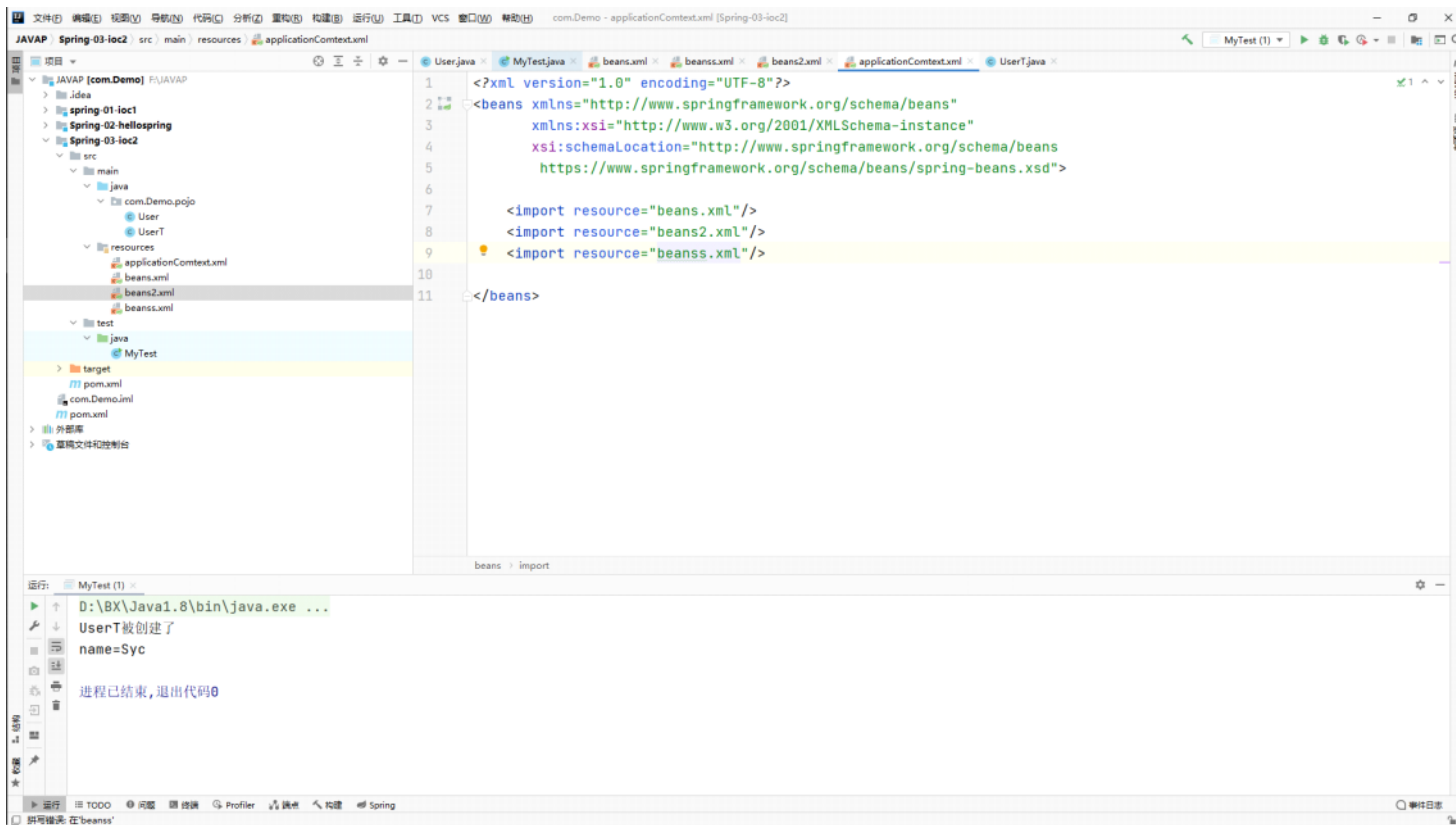 文件(F) 编辑(E) 视图(V) 导航(N) 代码(C) 分析(Z) 重构(R) 构建(B) 运行(U) 工具(T) VCS 窗口(W) 帮助(H) com.Demo - applicationComtext.xml [Spring-03-ioc2]
JAVAP Spring-03-ioc2 src main resources applicationComtext.xml MyTest (1)
项目
User.java MyTest.java beans.xml beanss.xml beans2.xml applicationComtext.xml UserT.java
JAVAP [com.Demo] F:\JAVAP
.idea
spring-01-ioc1
Spring-02-hellospring
Spring-03-ioc2
src
main
java
com.Demo.pojo
User
UserT
resources
applicationComtext.xml
beans.xml
beans2.xml
beanss.xml
test
java
MyTest
target
pom.xml
com.Demo.iml
pom.xml
外部库
草稿文件和控制台
1 <?xml version="1.0" encoding="UTF-8"?>
2 <beans xmlns="http://www.springframework.org/schema/beans"
3 xmlns:xsi="http://www.w3.org/2001/XMLSchema-instance"
4 xsi:schemaLocation="http://www.springframework.org/schema/beans
5 https://www.springframework.org/schema/beans/spring-beans.xsd">
6
7 <import resource="beans.xml"/>
8 <import resource="beans2.xml"/>
9 <import resource="beanss.xml"/>
10
11 </beans>
1
beans > import
运行: MyTest (1)
D:\BX\Java1.8\bin\java.exe ...
UserT被创建了
name=Syc
进程已结束,退出代码0
结构
收藏
运行 TODO 问题 终端 Profiler 端点 构建 Spring 事件日志
拼写错误: 在'beanss'